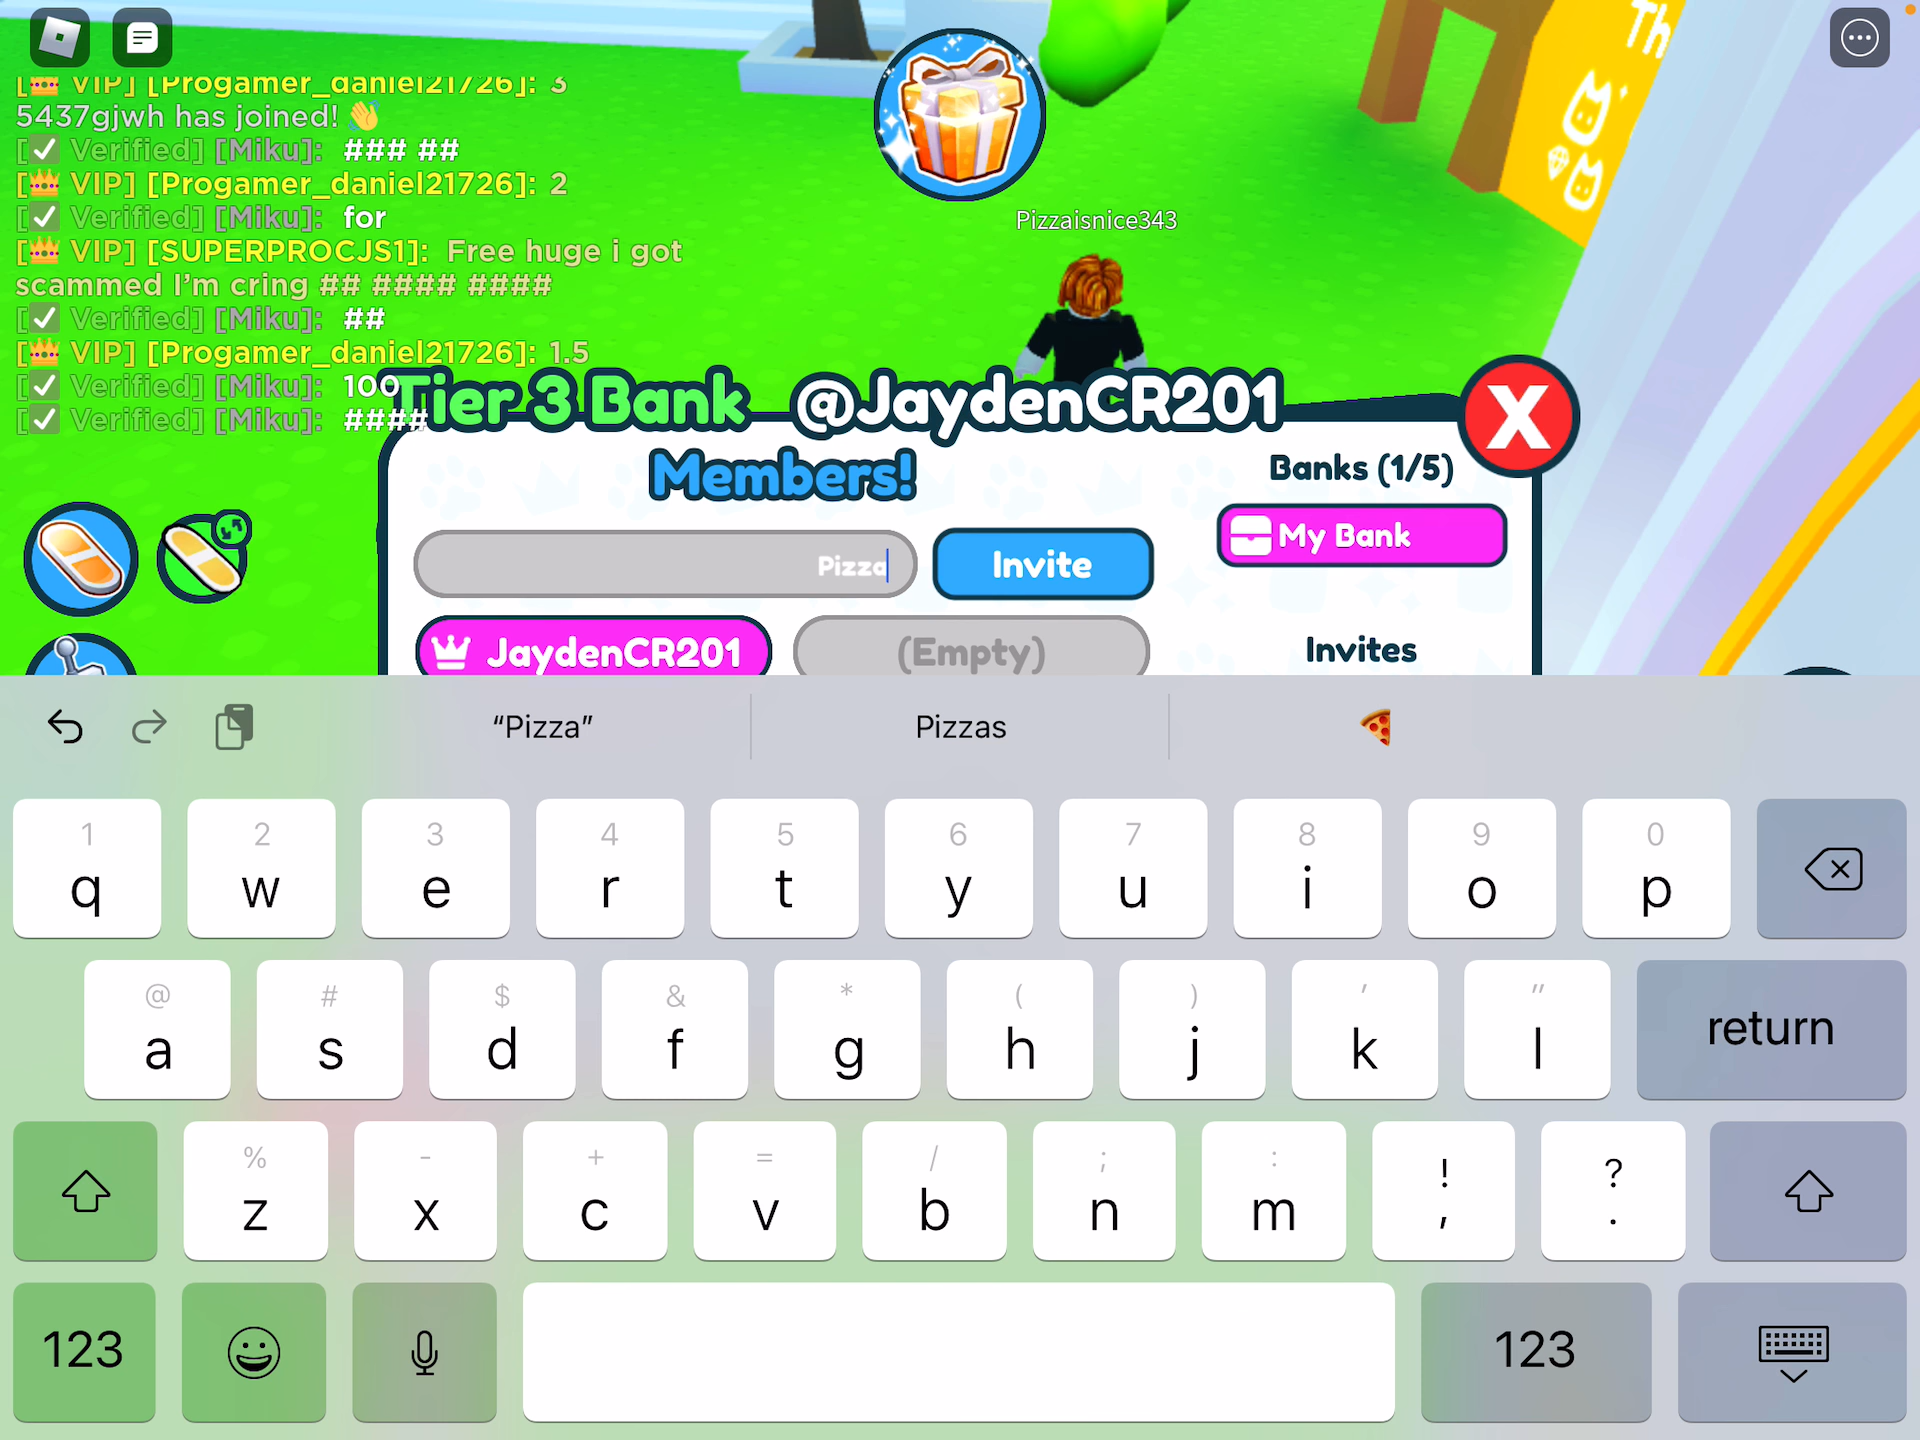 [👑 VIP] [Progamer_daniel21726]: 3
5437gjwh has joined! 👋
[✅ Verified] [Miku]: ### ##
[👑 VIP] [Progamer_daniel21726]: 2
[✅ Verified] [Miku]: for
[👑 VIP] [SUPERPROCJS1]: Free huge i got
scammed I'm cring ## #### ####
[✅ Verified] [Miku]: ##
[👑 VIP] [Progamer_daniel21726]: 1.5
[✅ Verified] [Miku]: 100
[✅ Verified] [Miku]: ####
Th
Pizzaisnice343
Tier 3 Bank @JaydenCR201
X
Members!
Banks (1/5)
Pizza
Invite
My Bank
JaydenCR201
(Empty)
Invites
“Pizza” Pizzas 🍕
1 2 3 4 5 6 7 8 9 0
q w e r t y u i o p
@ # $ & * ( ) ' "
a s d f g h j k l return
% - + = / ; : ! ?
z x c v b n m , .
123 123